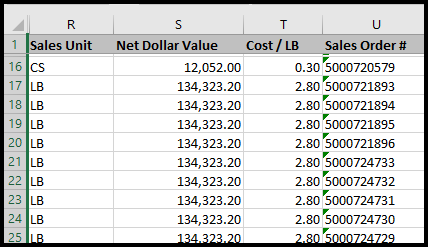 R S T U
1 Sales Unit Net Dollar Value Cost / LB Sales Order #
16 CS 12,052.00 0.30 5000720579
17 LB 134,323.20 2.80 5000721893
18 LB 134,323.20 2.80 5000721894
19 LB 134,323.20 2.80 5000721895
20 LB 134,323.20 2.80 5000721896
21 LB 134,323.20 2.80 5000724733
22 LB 134,323.20 2.80 5000724732
23 LB 134,323.20 2.80 5000724731
24 LB 134,323.20 2.80 5000724730
25 LB 134,323.20 2.80 5000724729